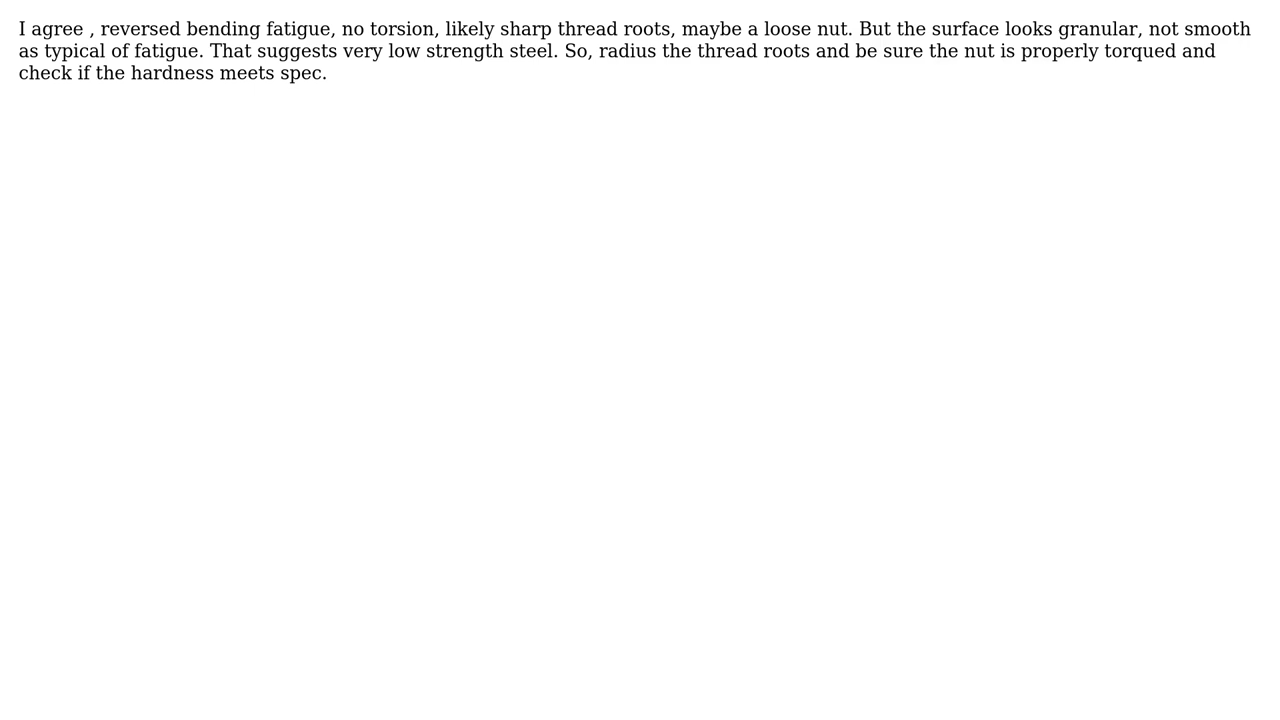 I agree , reversed bending fatigue, no torsion, likely sharp thread roots, maybe a loose nut. But the surface looks granular, not smooth
as typical of fatigue. That suggests very low strength steel. So, radius the thread roots and be sure the nut is properly torqued and
check if the hardness meets spec.